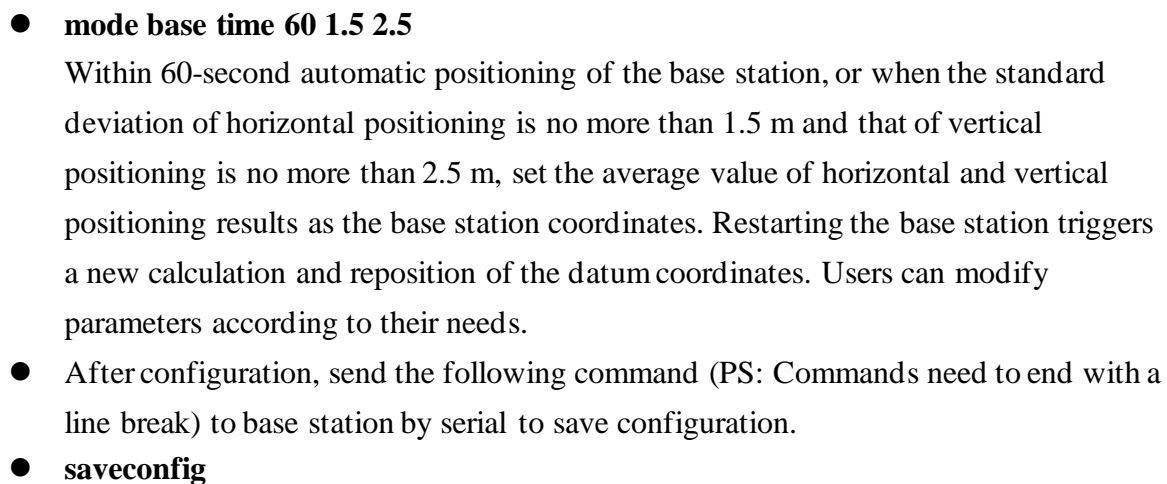 ● mode base time 60 1.5 2.5
Within 60-second automatic positioning of the base station, or when the standard
deviation of horizontal positioning is no more than 1.5 m and that of vertical
positioning is no more than 2.5 m, set the average value of horizontal and vertical
positioning results as the base station coordinates. Restarting the base station triggers
a new calculation and reposition of the datum coordinates. Users can modify
parameters according to their needs.
● After configuration, send the following command (PS: Commands need to end with a
line break) to base station by serial to save configuration.
● saveconfig